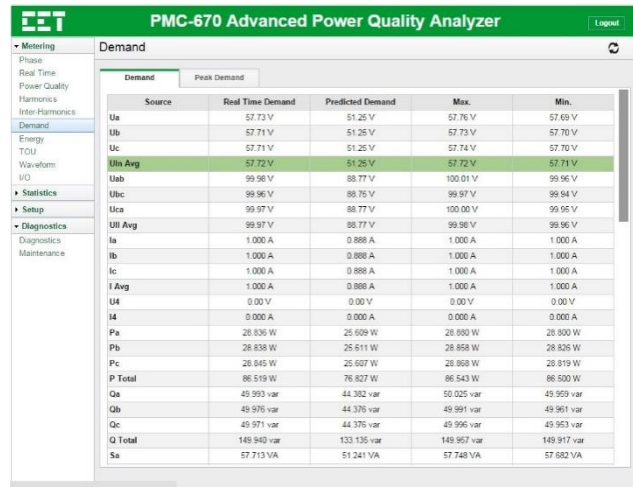 CET
PMC-670 Advanced Power Quality Analyzer
Logout
Metering
Phase
Real Time
Power Quality
Harmonics
Inter-Harmonics
Demand
Energy
TOU
Waveform
I/O
Statistics
Setup
Diagnostics
Diagnostics
Maintenance
Demand
Demand Peak Demand
Source Real Time Demand Predicted Demand Max. Min.
Ua 57.73 V 51.25 V 57.76 V 57.69 V
Ub 57.71 V 51.25 V 57.73 V 57.70 V
Uc 57.71 V 51.25 V 57.74 V 57.70 V
Uln Avg 57.72 V 51.25 V 57.72 V 57.71 V
Uab 99.98 V 88.77 V 100.01 V 99.96 V
Ubc 99.96 V 88.75 V 99.97 V 99.94 V
Uca 99.97 V 88.77 V 100.00 V 99.95 V
Ull Avg 99.97 V 88.77 V 99.98 V 99.96 V
Ia 1.000 A 0.888 A 1.000 A 1.000 A
Ib 1.000 A 0.888 A 1.000 A 1.000 A
Ic 1.000 A 0.888 A 1.000 A 1.000 A
I Avg 1.000 A 0.888 A 1.000 A 1.000 A
U4 0.00 V 0.00 V 0.00 V 0.00 V
I4 0.000 A 0.000 A 0.000 A 0.000 A
Pa 28.836 W 25.609 W 28.880 W 28.800 W
Pb 28.838 W 25.611 W 28.858 W 28.826 W
Pc 28.845 W 25.607 W 28.868 W 28.819 W
P Total 86.519 W 76.827 W 86.543 W 86.500 W
Qa 49.993 var 44.382 var 50.025 var 49.959 var
Qb 49.976 var 44.376 var 49.991 var 49.961 var
Qc 49.971 var 44.376 var 49.996 var 49.953 var
Q Total 149.940 var 133.135 var 149.957 var 149.917 var
Sa 57.713 VA 51.241 VA 57.748 VA 57.682 VA